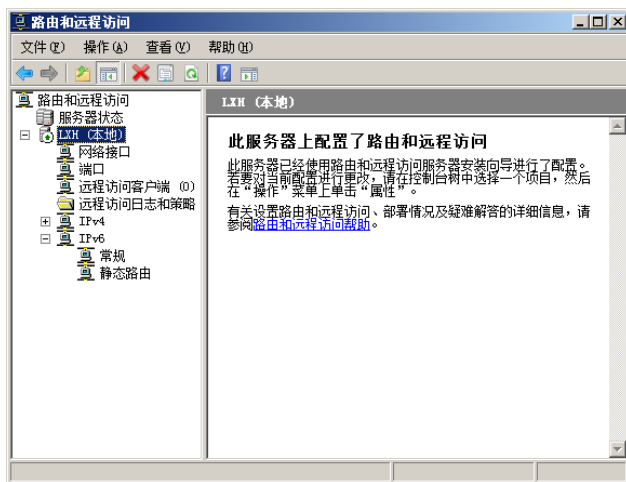 路由和远程访问
文件(F) 操作(A) 查看(V) 帮助(H)
路由和远程访问
服务器状态
LXH (本地)
网络接口
端口
远程访问客户端 (0)
远程访问日志和策略
IPv4
IPv6
常规
静态路由
LXH (本地)
此服务器上配置了路由和远程访问
此服务器已经使用路由和远程访问服务器安装向导进行了配置。
若要对当前配置进行更改，请在控制台树中选择一个项目，然后
在“操作”菜单上单击“属性”。
有关设置路由和远程访问、部署情况及疑难解答的详细信息，请
参阅路由和远程访问帮助。